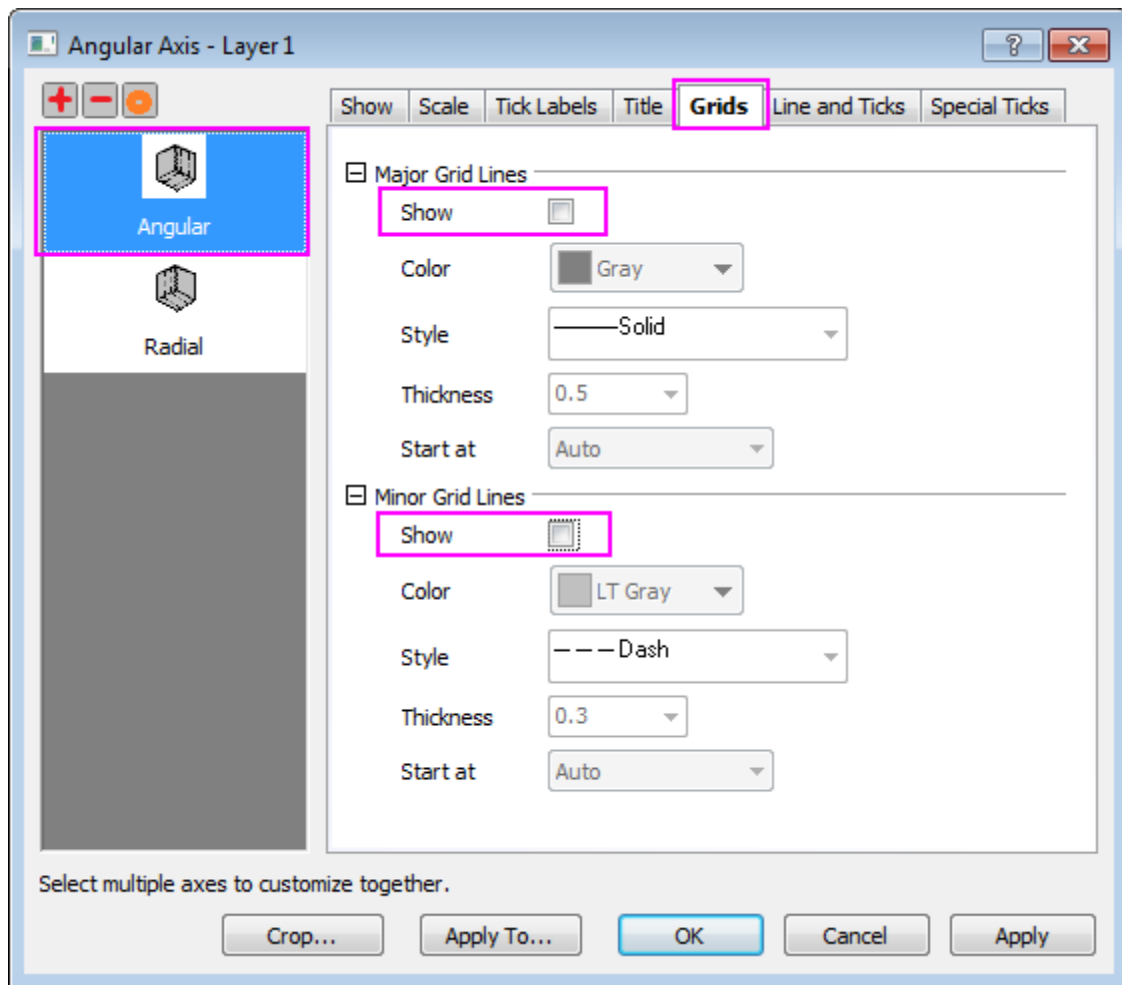 Angular Axis - Layer 1
Show Scale Tick Labels Title Grids Line and Ticks Special Ticks
Angular
Radial
Major Grid Lines
Show
Color Gray
Style Solid
Thickness 0.5
Start at Auto
Minor Grid Lines
Show
Color LT Gray
Style Dash
Thickness 0.3
Start at Auto
Select multiple axes to customize together.
Crop... Apply To... OK Cancel Apply